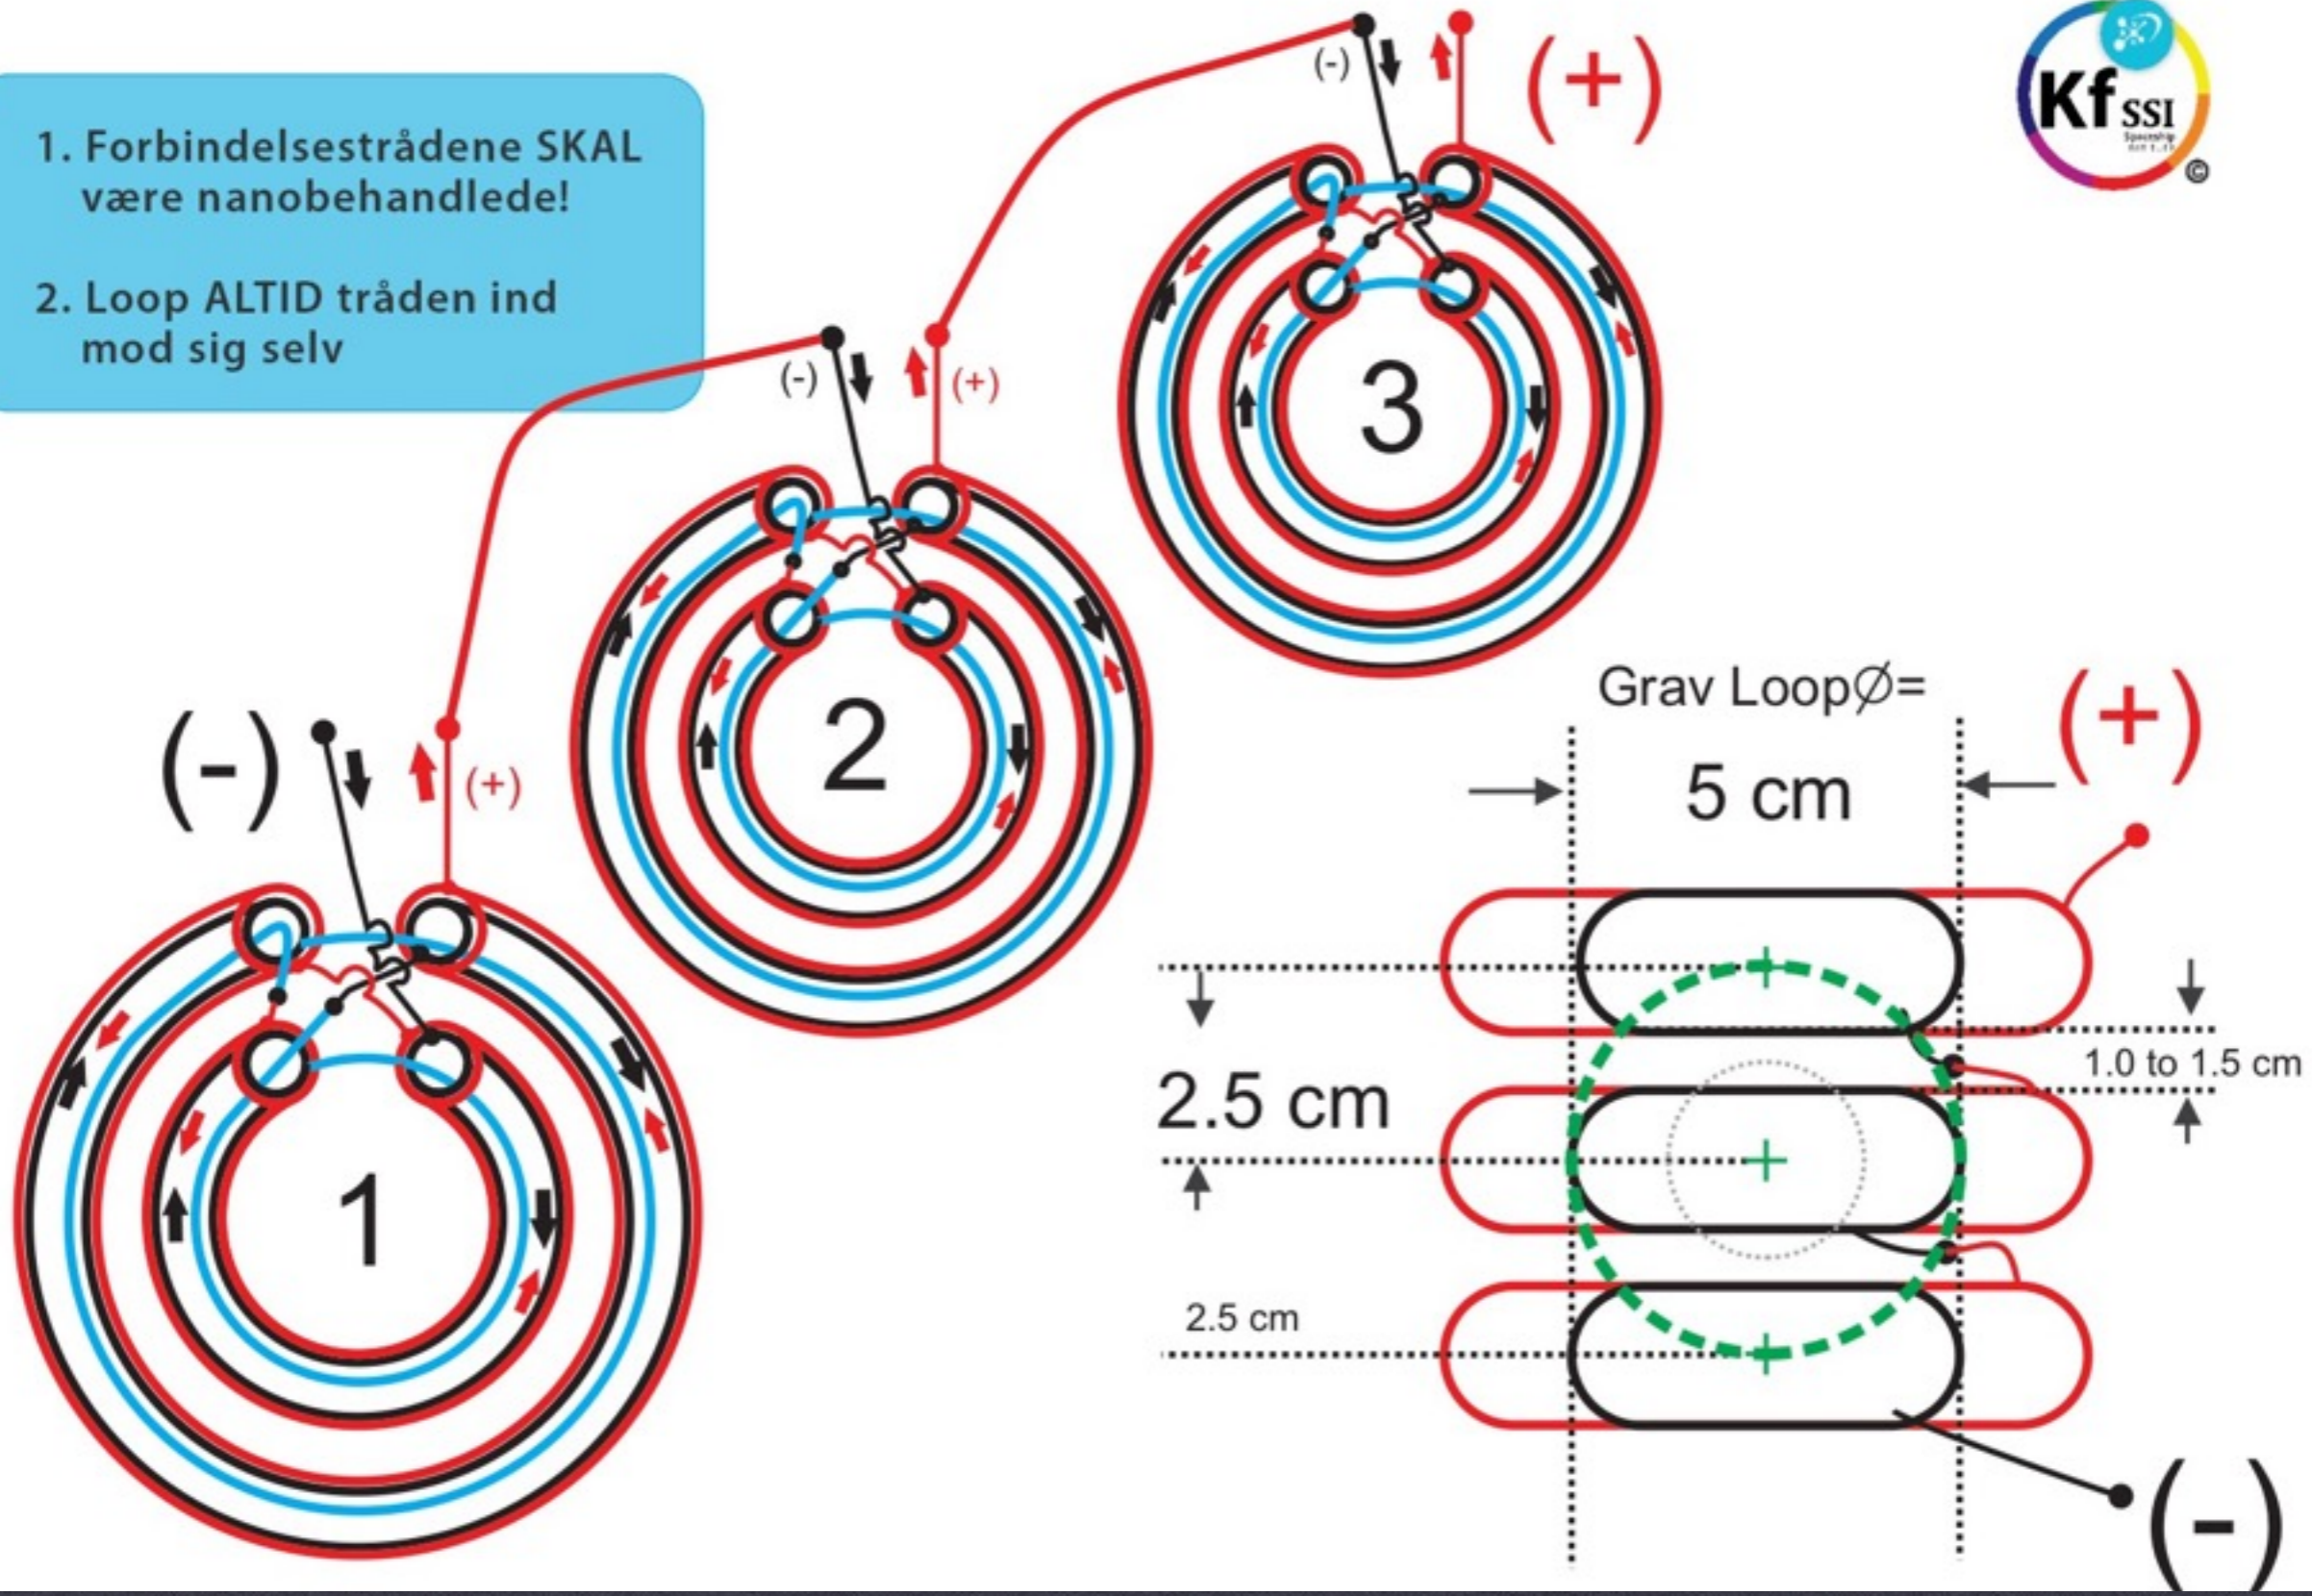 1. Forbindelsestrådene SKAL
være nanobehandlede!
2. Loop ALTID tråden ind
mod sig selv
(-)
(+)
Kf SSI
Spaceship
©
3
(-)
(+)
2
(-)
(+)
1
Grav Loop∅=
5 cm
(+)
1.0 to 1.5 cm
2.5 cm
2.5 cm
(-)